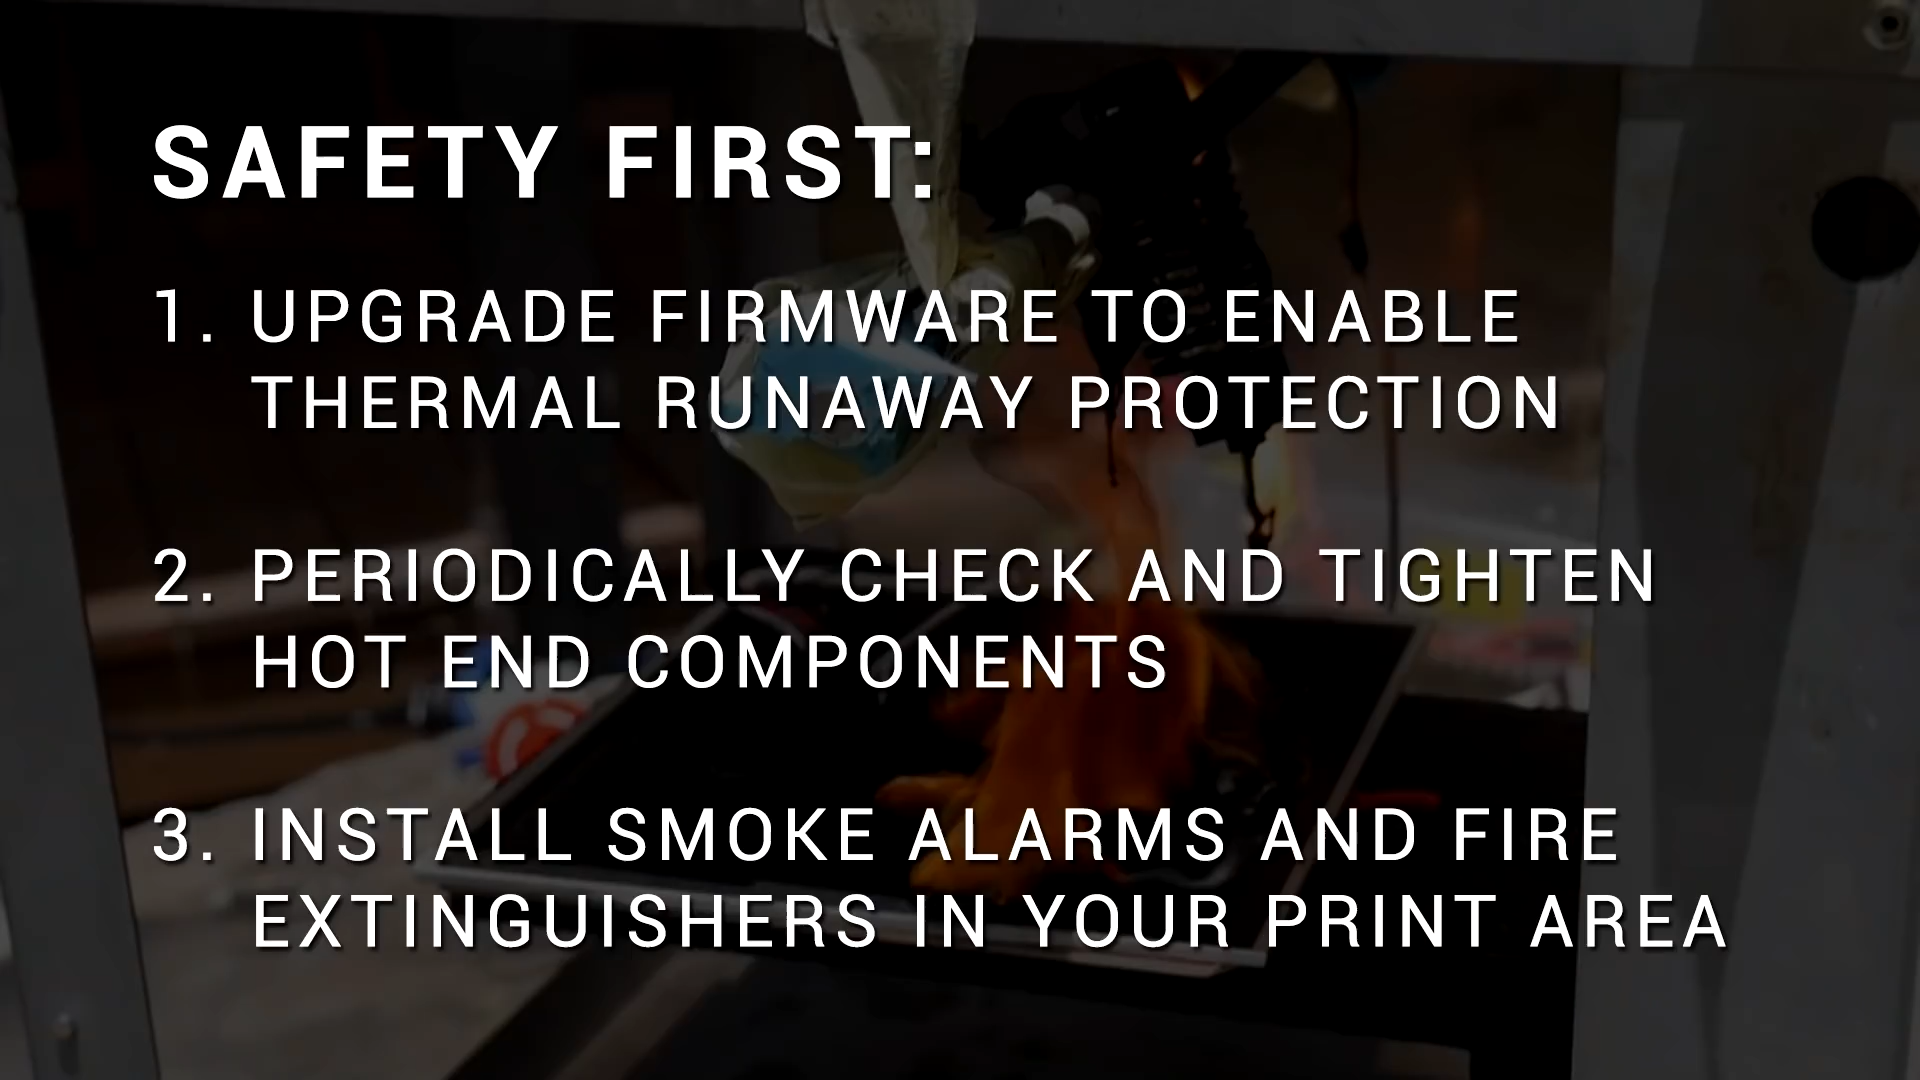 SAFETY FIRST:
1. UPGRADE FIRMWARE TO ENABLE
THERMAL RUNAWAY PROTECTION
2. PERIODICALLY CHECK AND TIGHTEN
HOT END COMPONENTS
3. INSTALL SMOKE ALARMS AND FIRE
EXTINGUISHERS IN YOUR PRINT AREA